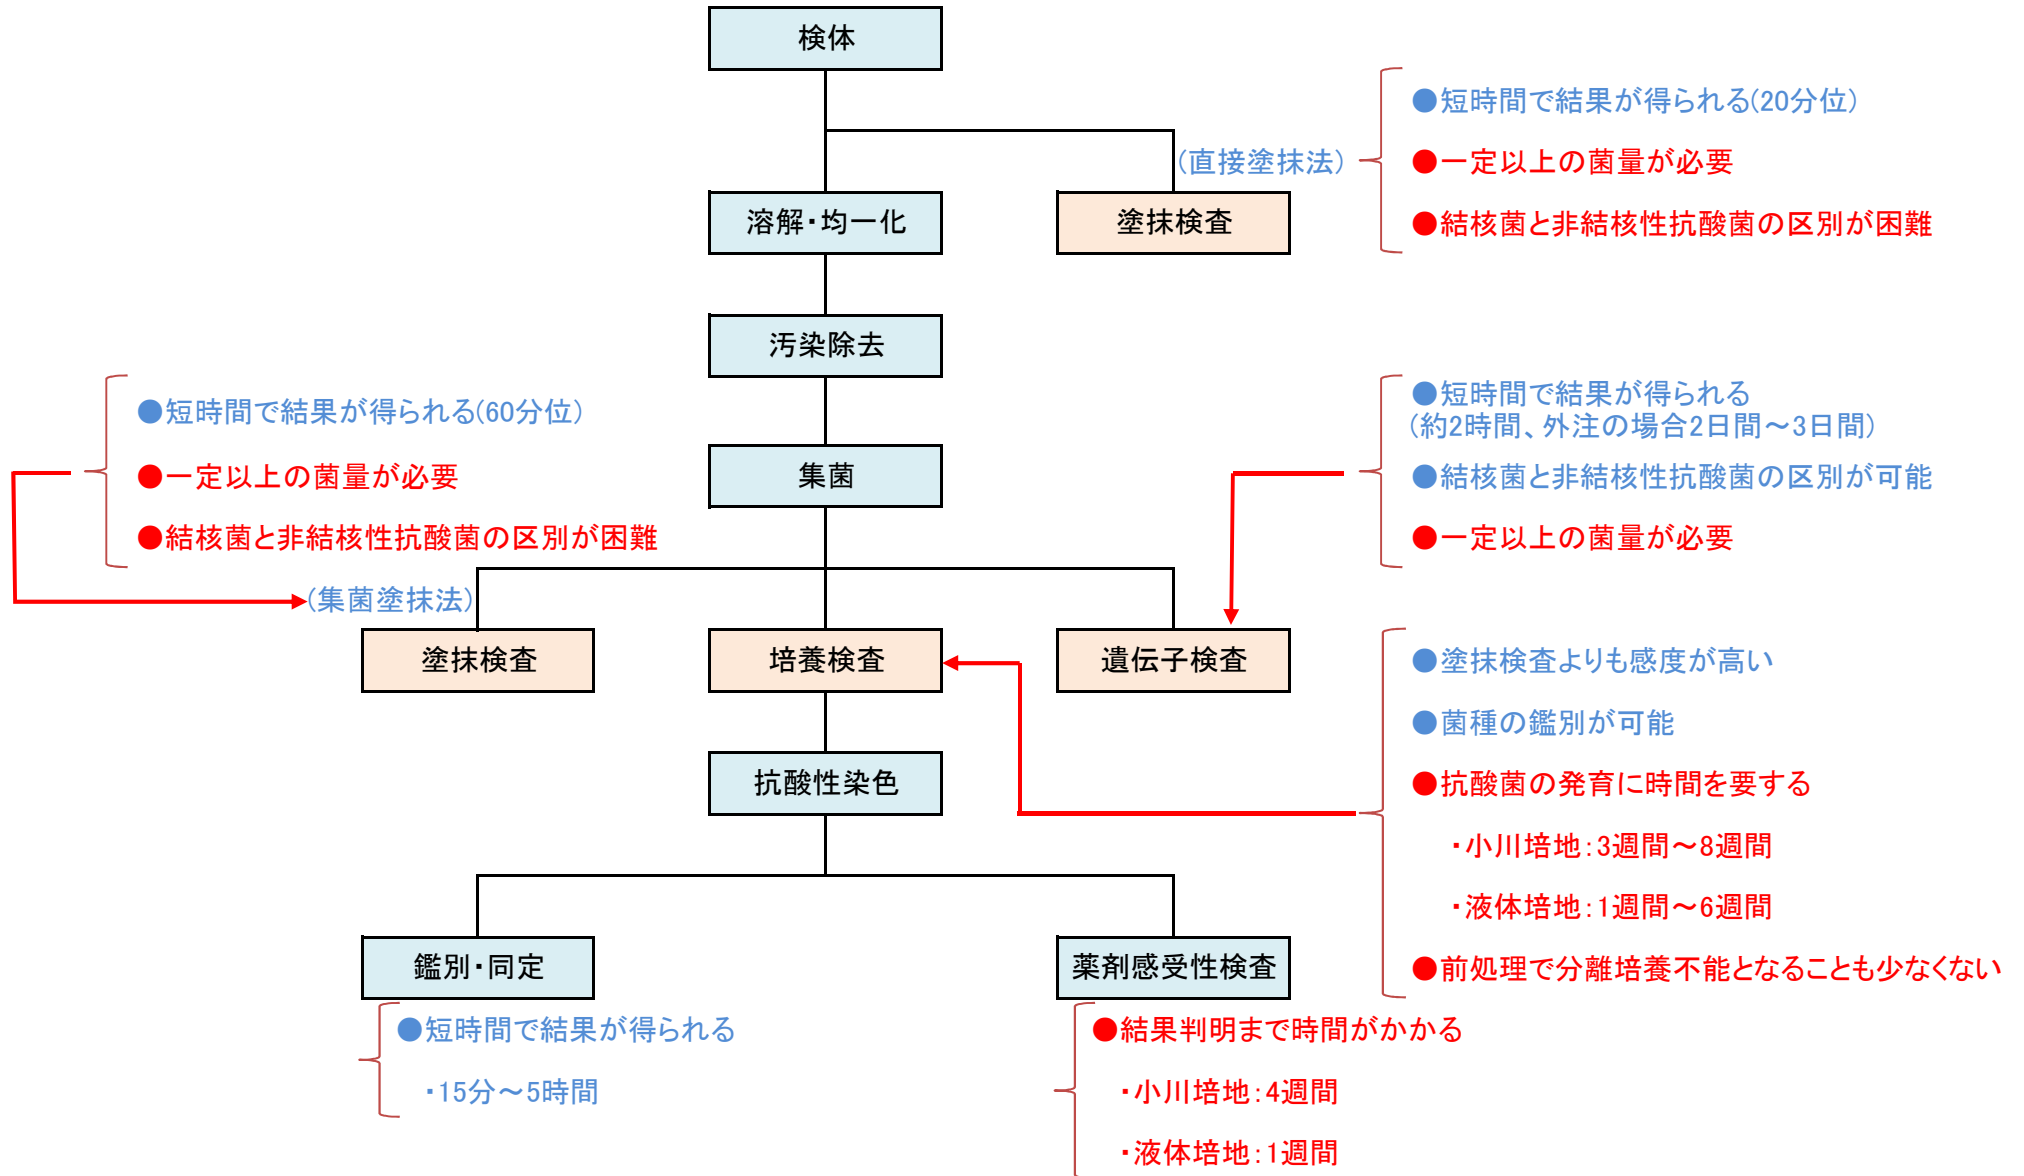 検体
●短時間で結果が得られる(20分位)
(直接塗抹法)
●一定以上の菌量が必要
溶解・均一化
塗抹検査
●結核菌と非結核性抗酸菌の区別が困難
汚染除去
●短時間で結果が得られる(60分位)
●一定以上の菌量が必要
●結核菌と非結核性抗酸菌の区別が困難
(集菌塗抹法)
集菌
●短時間で結果が得られる
(約2時間、外注の場合2日間～3日間)
●結核菌と非結核性抗酸菌の区別が可能
●一定以上の菌量が必要
塗抹検査
培養検査
遺伝子検査
●塗抹検査よりも感度が高い
●菌種の鑑別が可能
●抗酸菌の発育に時間を要する
・小川培地：3週間～8週間
・液体培地：1週間～6週間
●前処理で分離培養不能となることも少なくない
抗酸性染色
鑑別・同定
薬剤感受性検査
●短時間で結果が得られる
・15分～5時間
●結果判明まで時間がかかる
・小川培地：4週間
・液体培地：1週間